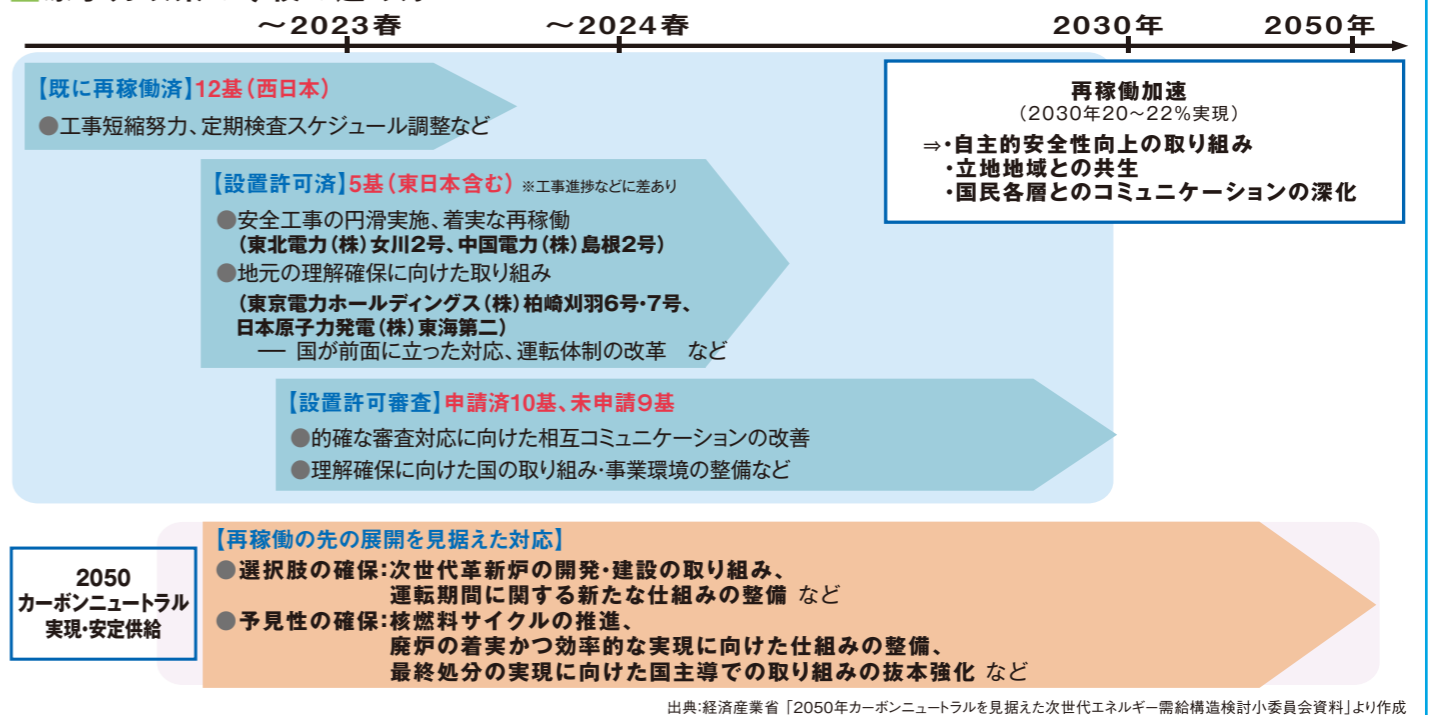 ～2023春
～2024春
2030年
2050年
【既に再稼働済】12基（西日本）
●工事短縮努力、定期検査スケジュール調整など
再稼働加速
（2030年20～22％実現）
⇒・自主的安全性向上の取り組み
・立地地域との共生
・国民各層とのコミュニケーションの深化
【設置許可済】5基（東日本含む）※工事進捗などに差あり
●安全工事の円滑実施、着実な再稼働
（東北電力（株）女川2号、中国電力（株）島根2号）
●地元の理解確保に向けた取り組み
（東京電力ホールディングス（株）柏崎刈羽6号・7号、
日本原子力発電（株）東海第二）
― 国が前面に立った対応、運転体制の改革　など
【設置許可審査】申請済10基、未申請9基
●的確な審査対応に向けた相互コミュニケーションの改善
●理解確保に向けた国の取り組み・事業環境の整備など
2050
カーボンニュートラル
実現・安定供給
【再稼働の先の展開を見据えた対応】
●選択肢の確保：次世代革新炉の開発・建設の取り組み、
運転期間に関する新たな仕組みの整備 など
●予見性の確保：核燃料サイクルの推進、
廃炉の着実かつ効率的な実現に向けた仕組みの整備、
最終処分の実現に向けた国主導での取り組みの抜本強化 など
出典：経済産業省「2050年カーボンニュートラルを見据えた次世代エネルギー需給構造検討小委員会資料」より作成